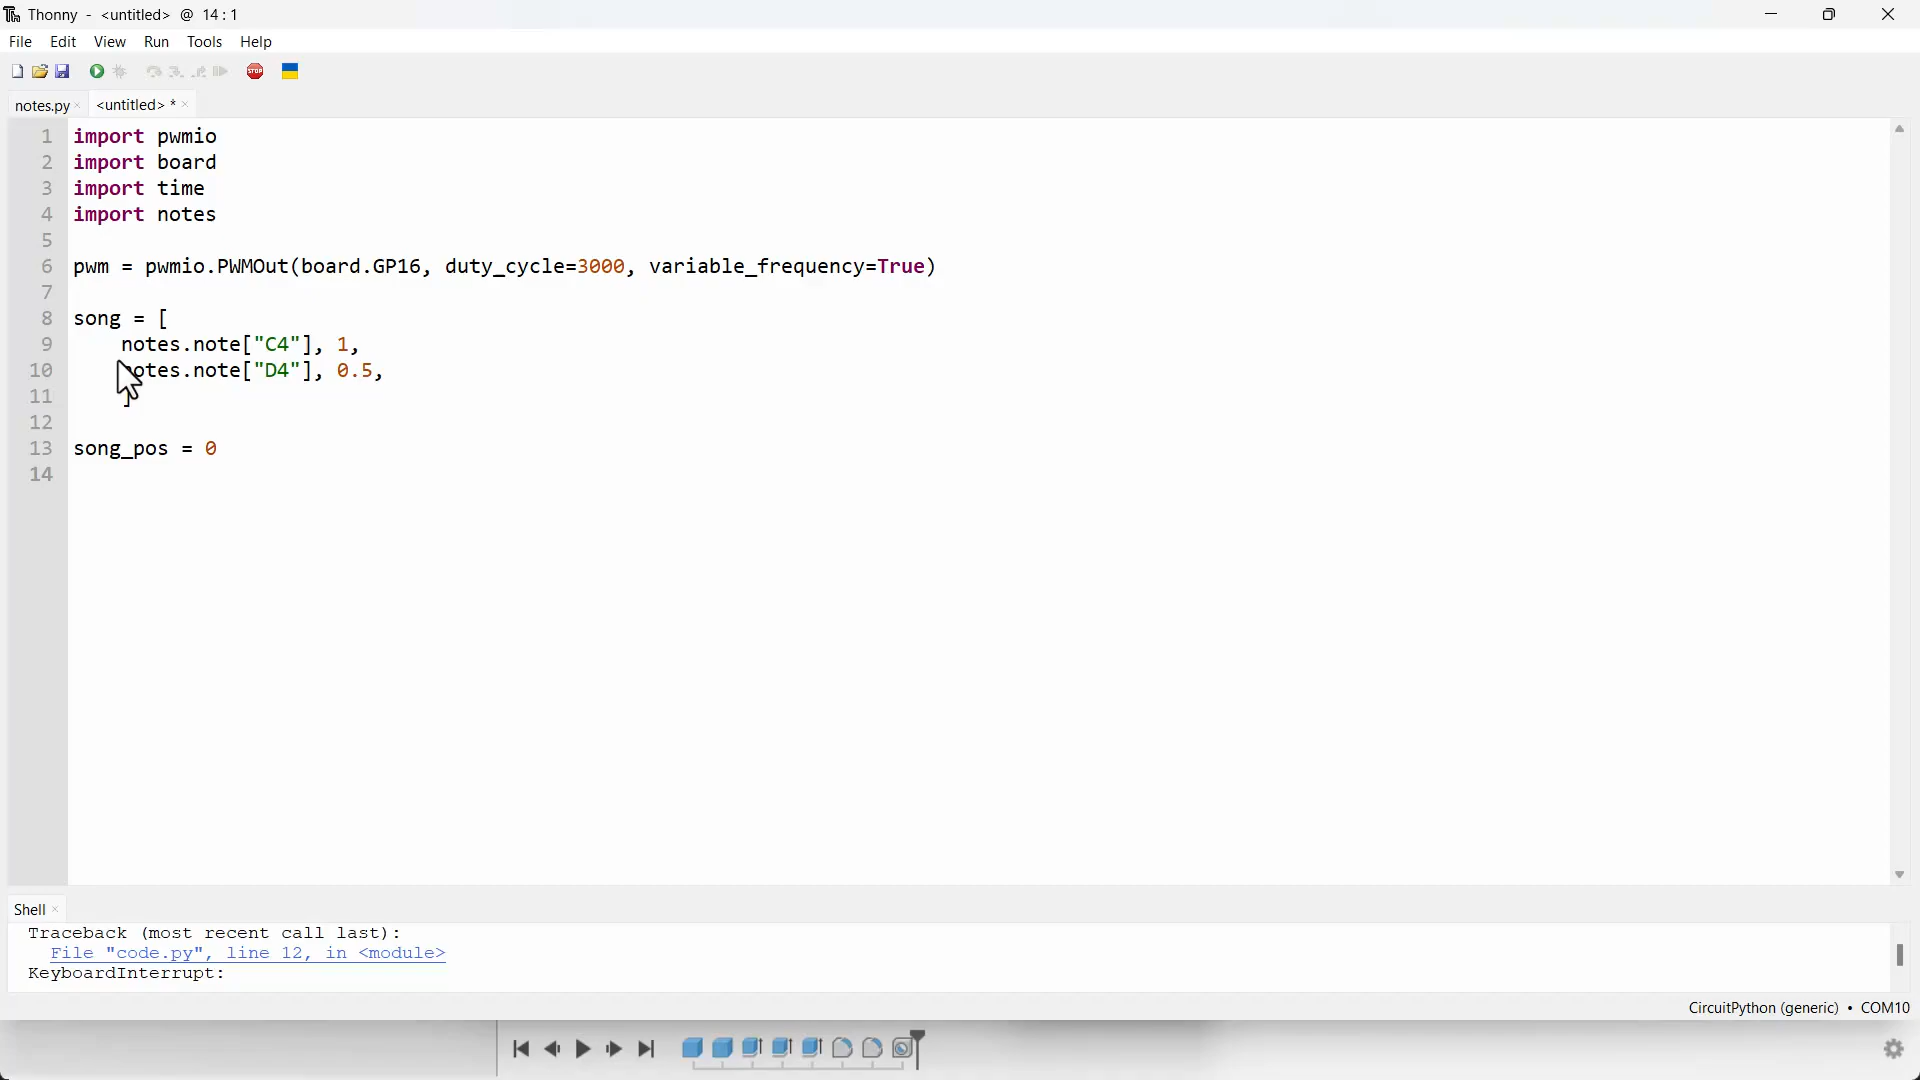 Thonny - <untitled> @ 14 : 1
File Edit View Run Tools Help
STOP
notes.py × <untitled> * ×
1 import pwmio
2 import board
3 import time
4 import notes
5
6 pwm = pwmio.PWMOut(board.GP16, duty_cycle=3000, variable_frequency=True)
7
8 song = [
9 notes.note["C4"], 1,
10 notes.note["D4"], 0.5,
11 ]
12
13 song_pos = 0
14
Shell ×
Traceback (most recent call last):
File "code.py", line 12, in <module>
KeyboardInterrupt:
CircuitPython (generic) • COM10